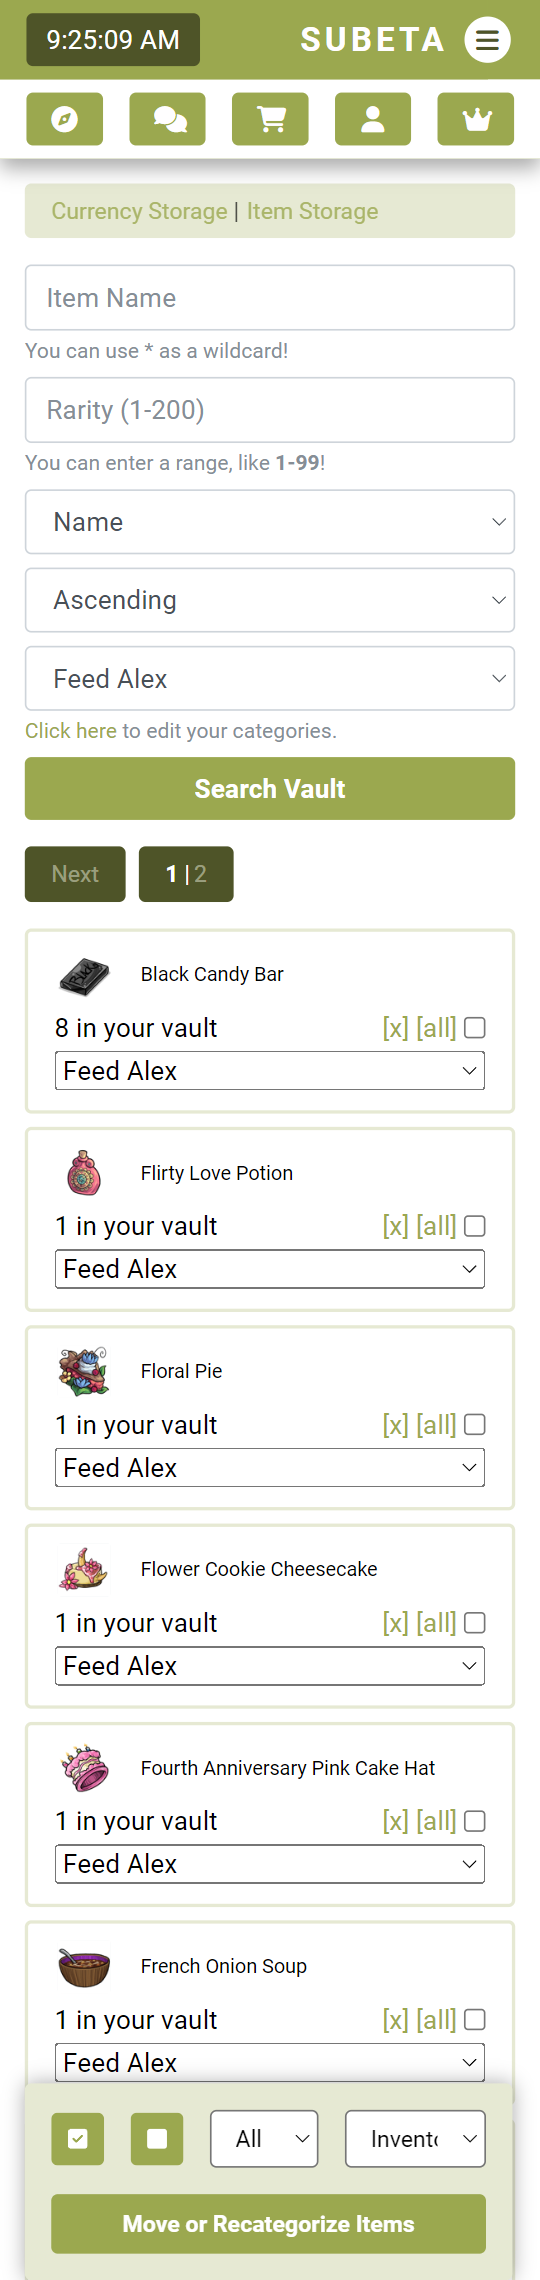 9:25:09 AM SUBETA
Currency Storage | Item Storage
Item Name
You can use * as a wildcard!
Rarity (1-200)
You can enter a range, like 1-99!
Name
Ascending
Feed Alex
Click here to edit your categories.
Search Vault
Next 1 | 2
Black Candy Bar
8 in your vault [x] [all]
Feed Alex
Flirty Love Potion
1 in your vault [x] [all]
Feed Alex
Floral Pie
1 in your vault [x] [all]
Feed Alex
Flower Cookie Cheesecake
1 in your vault [x] [all]
Feed Alex
Fourth Anniversary Pink Cake Hat
1 in your vault [x] [all]
Feed Alex
French Onion Soup
1 in your vault [x] [all]
Feed Alex
All Invent
Move or Recategorize Items